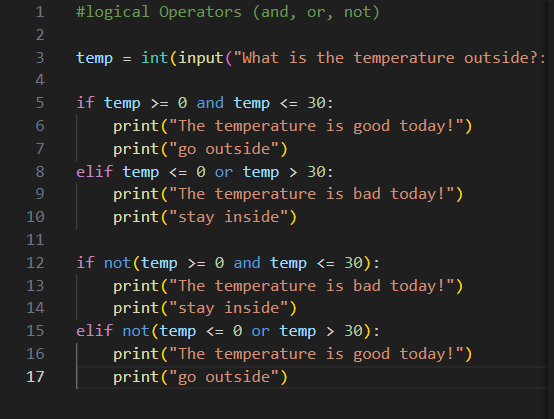 1 #logical Operators (and, or, not)
2
3 temp = int(input("What is the temperature outside?:
4
5 if temp >= 0 and temp <= 30:
6     print("The temperature is good today!")
7     print("go outside")
8 elif temp <= 0 or temp > 30:
9     print("The temperature is bad today!")
10     print("stay inside")
11
12 if not(temp >= 0 and temp <= 30):
13     print("The temperature is bad today!")
14     print("stay inside")
15 elif not(temp <= 0 or temp > 30):
16     print("The temperature is good today!")
17     print("go outside")